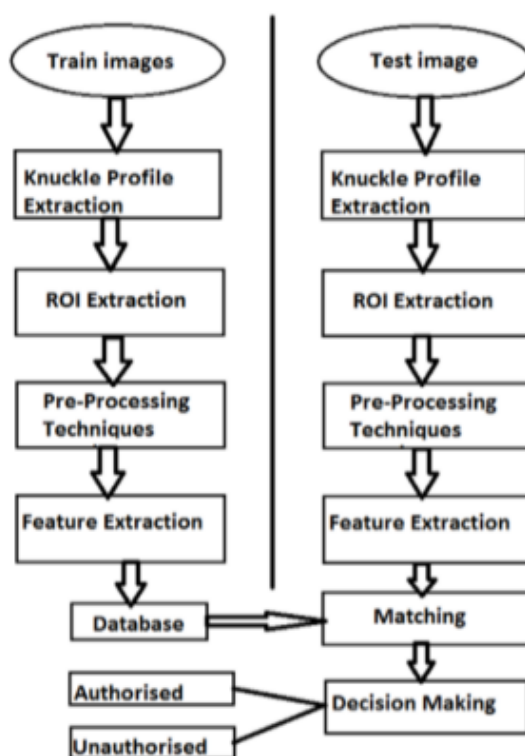 Train images
Knuckle Profile
Extraction
ROI Extraction
Pre-Processing
Techniques
Feature Extraction
Database
Authorised
Unauthorised
Test image
Knuckle Profile
Extraction
ROI Extraction
Pre-Processing
Techniques
Feature Extraction
Matching
Decision Making